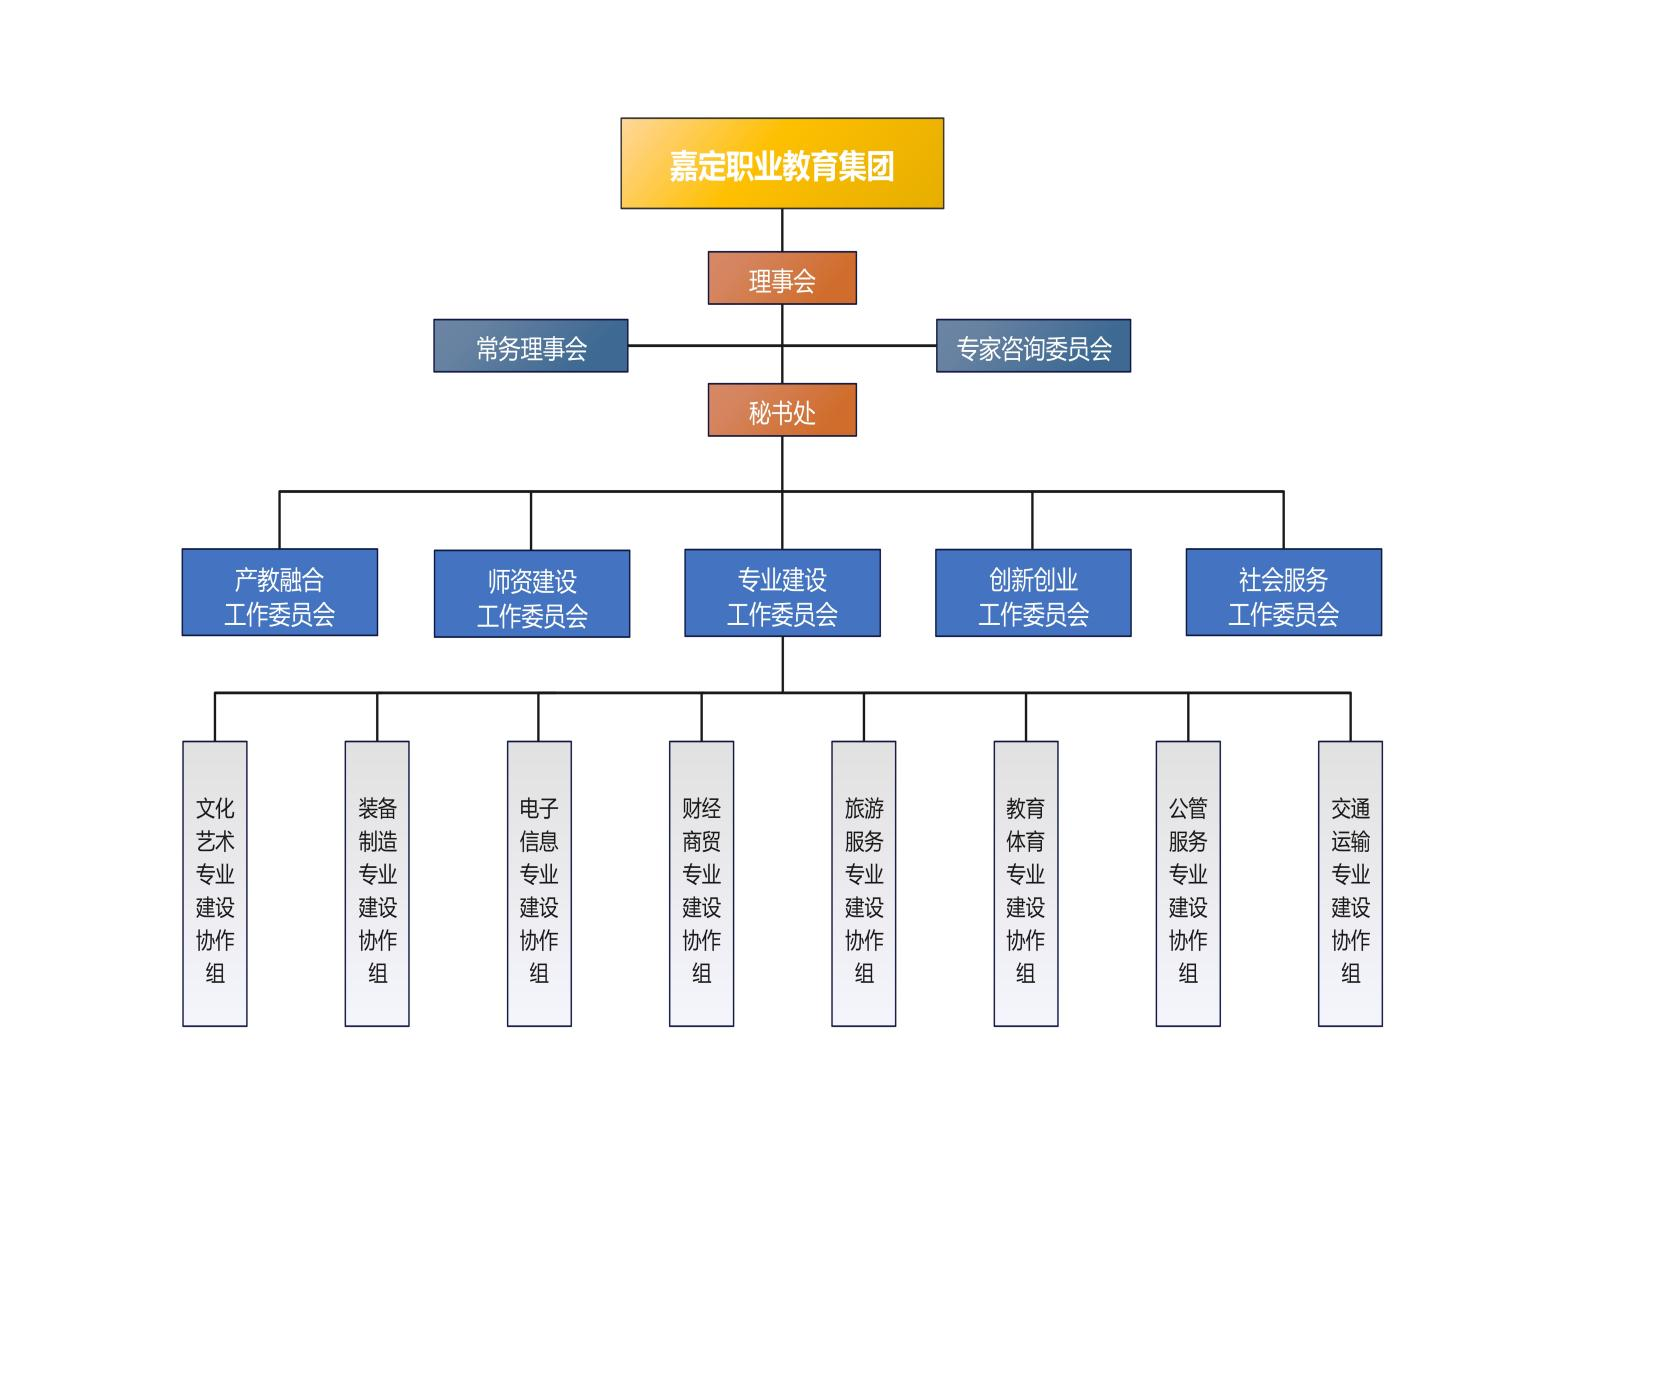 嘉定职业教育集团
理事会
常务理事会
专家咨询委员会
秘书处
产教融合
工作委员会
师资建设
工作委员会
专业建设
工作委员会
创新创业
工作委员会
社会服务
工作委员会
文化
艺术
专业
建设
协作
组
装备
制造
专业
建设
协作
组
电子
信息
专业
建设
协作
组
财经
商贸
专业
建设
协作
组
旅游
服务
专业
建设
协作
组
教育
体育
专业
建设
协作
组
公管
服务
专业
建设
协作
组
交通
运输
专业
建设
协作
组